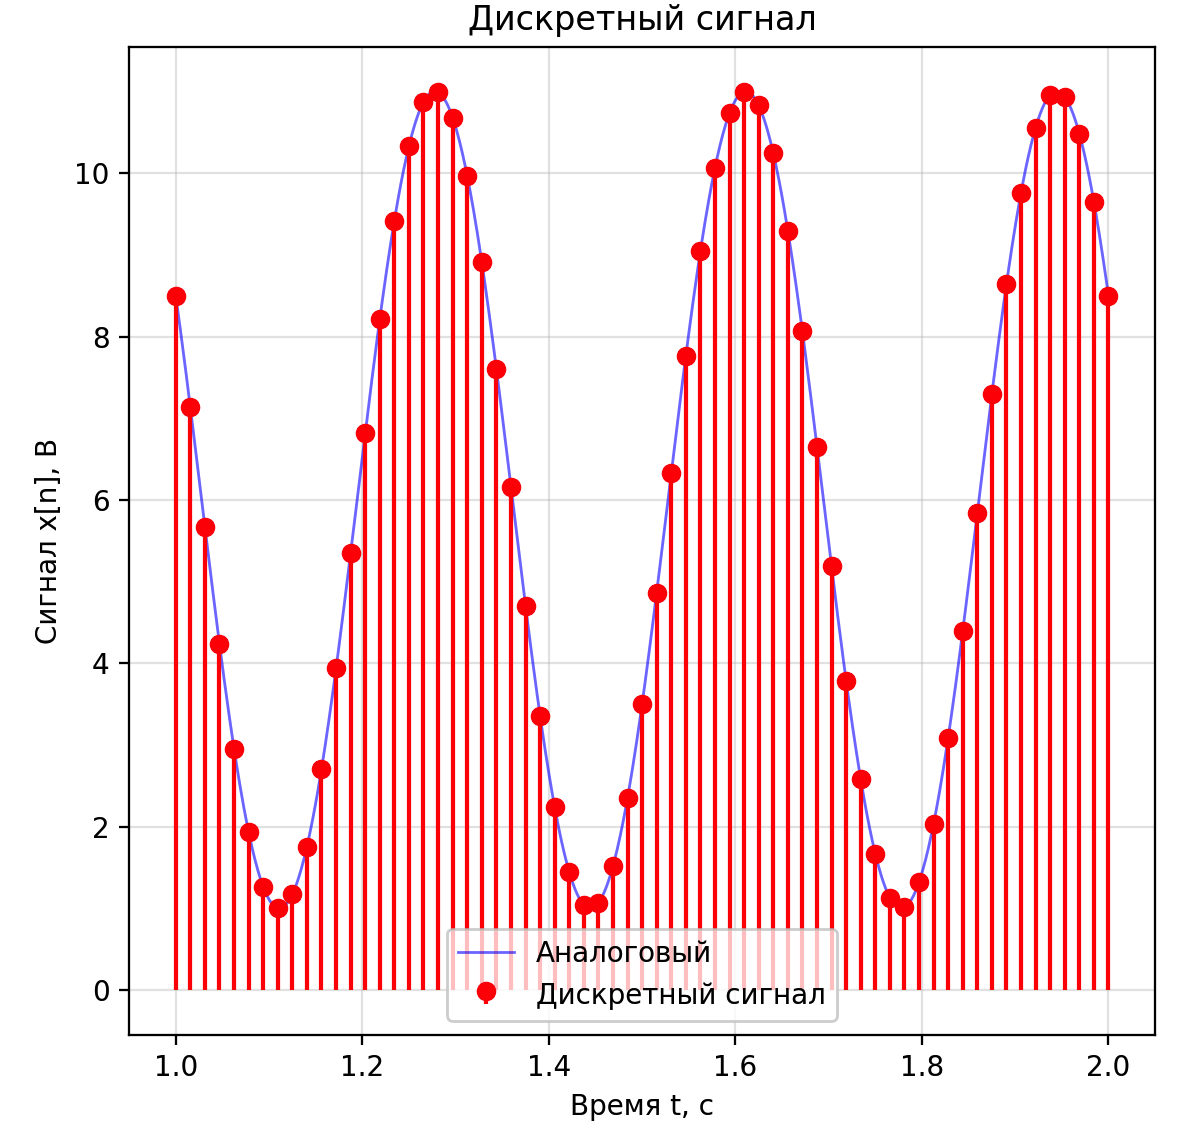 Дискретный сигнал
10
8
6
4
2
0
Сигнал x[n], В
Аналоговый
Дискретный сигнал
1.0 1.2 1.4 1.6 1.8 2.0
Время t, с